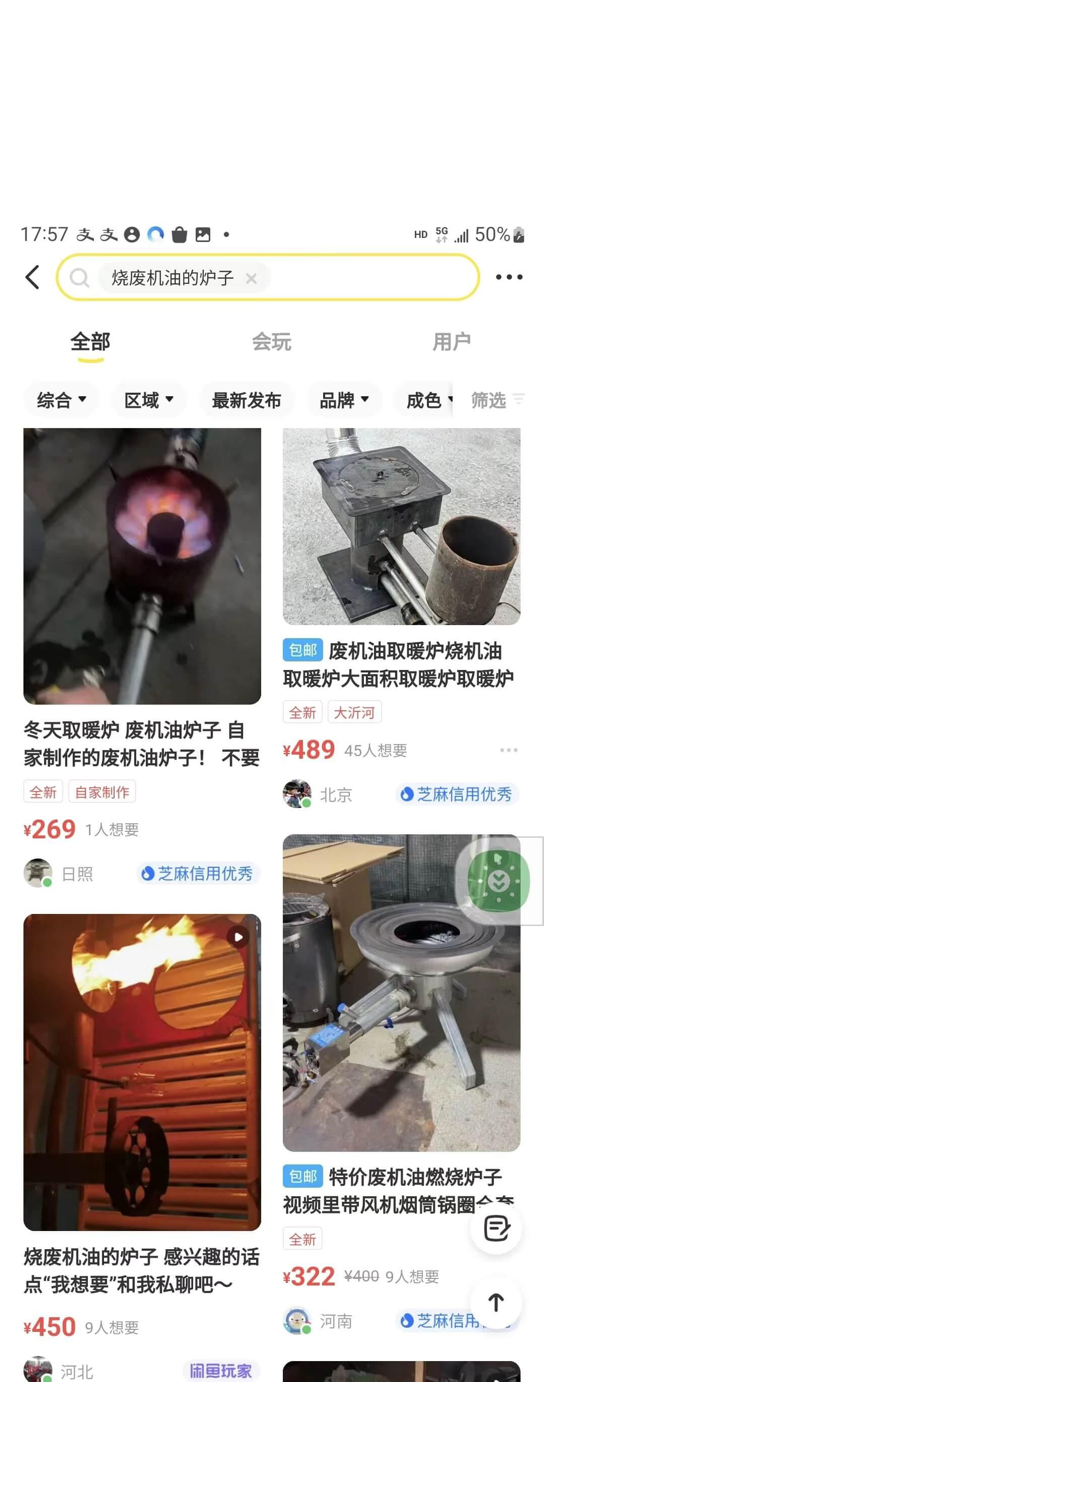 17:57 支 支 HD 5G 50%
烧废机油的炉子
全部 会玩 用户
综合 区域 最新发布 品牌 成色 筛选
冬天取暖炉 废机油炉子 自
家制作的废机油炉子！ 不要
全新 自家制作
¥269 1人想要
日照 芝麻信用优秀
烧废机油的炉子 感兴趣的话
点“我想要”和我私聊吧～
¥450 9人想要
河北 闲鱼玩家
包邮 废机油取暖炉烧机油
取暖炉大面积取暖炉取暖炉
全新 大沂河
¥489 45人想要
北京 芝麻信用优秀
包邮 特价废机油燃烧炉子
视频里带风机烟筒锅圈全套
全新
¥322 ¥400 9人想要
河南 芝麻信用